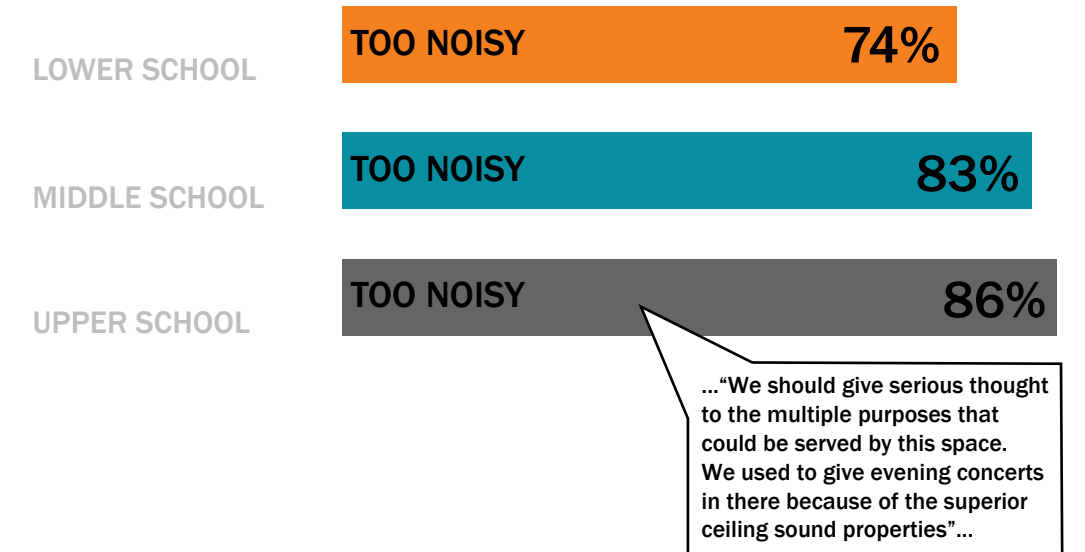 LOWER SCHOOL
TOO NOISY 74%
MIDDLE SCHOOL
TOO NOISY 83%
UPPER SCHOOL
TOO NOISY 86%
...“We should give serious thought
to the multiple purposes that
could be served by this space.
We used to give evening concerts
in there because of the superior
ceiling sound properties”...